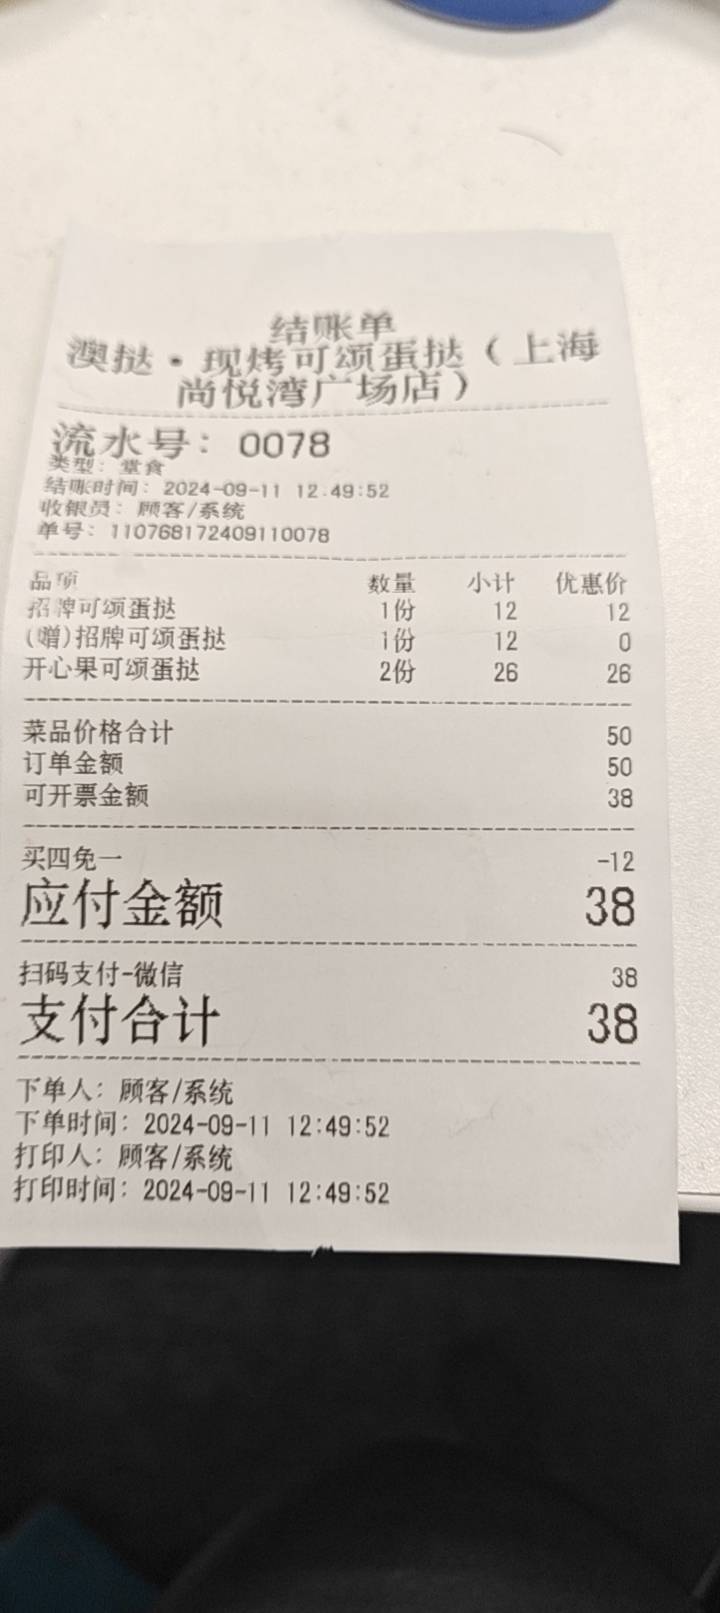 结账单
澳挞·现烤可颂蛋挞（上海
尚悦湾广场店）
流水号：0078
类型：堂食
结账时间：2024-09-11 12:49:52
收银员：顾客/系统
单号：110768172409110078
品项 数量 小计 优惠价
招牌可颂蛋挞 1份 12 12
(赠)招牌可颂蛋挞 1份 12 0
开心果可颂蛋挞 2份 26 26
菜品价格合计 50
订单金额 50
可开票金额 38
买四免一 -12
应付金额 38
扫码支付-微信 38
支付合计 38
下单人：顾客/系统
下单时间：2024-09-11 12:49:52
打印人：顾客/系统
打印时间：2024-09-11 12:49:52